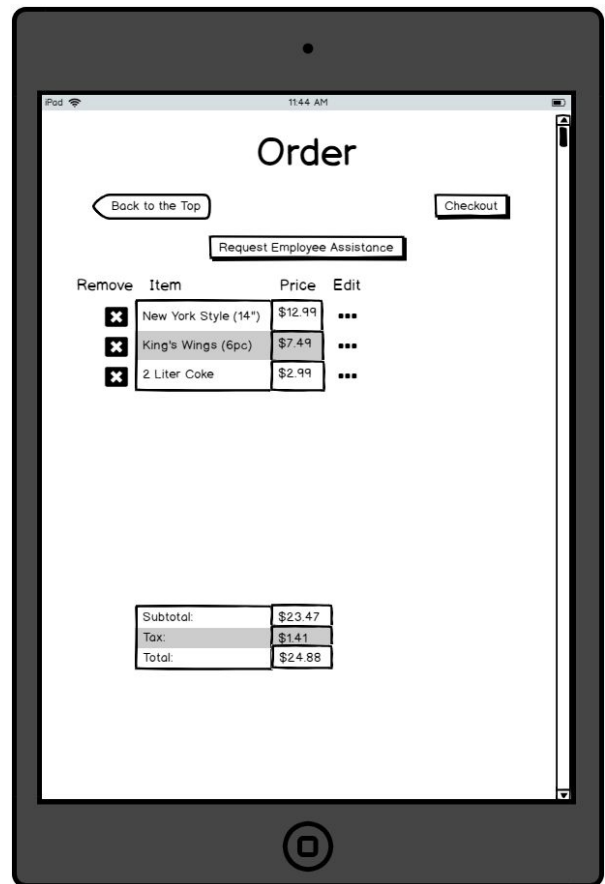 iPod 11:44 AM
Order
Back to the Top Checkout
Request Employee Assistance
Remove Item Price Edit
New York Style (14") $12.99
King's Wings (6pc) $7.49
2 Liter Coke $2.99
Subtotal: $23.47
Tax: $1.41
Total: $24.88